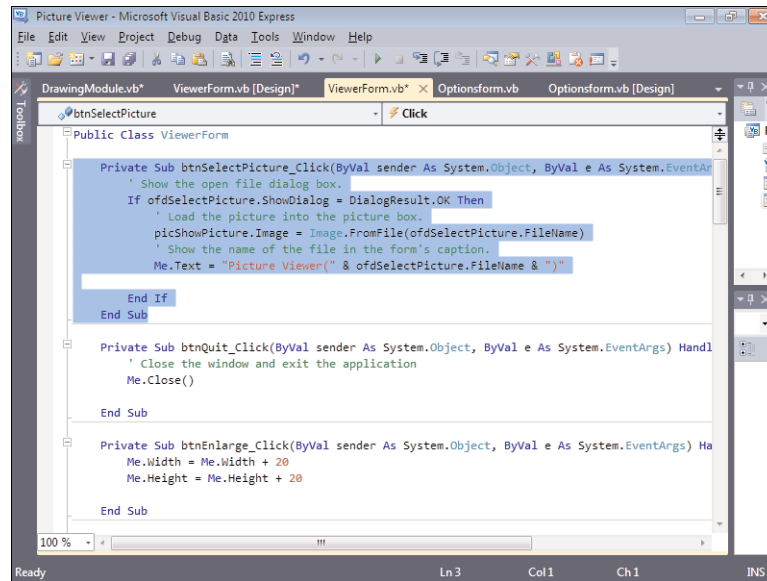 Picture Viewer - Microsoft Visual Basic 2010 Express
File Edit View Project Debug Data Tools Window Help
DrawingModule.vb* ViewerForm.vb [Design]* ViewerForm.vb* Optionsform.vb Optionsform.vb [Design]
Toolbox
btnSelectPicture Click
Public Class ViewerForm
Private Sub btnSelectPicture_Click(ByVal sender As System.Object, ByVal e As System.EventAr
' Show the open file dialog box.
If ofdSelectPicture.ShowDialog = DialogResult.OK Then
' Load the picture into the picture box.
picShowPicture.Image = Image.FromFile(ofdSelectPicture.FileName)
' Show the name of the file in the form's caption.
Me.Text = "Picture Viewer(" & ofdSelectPicture.FileName & ")"
End If
End Sub
Private Sub btnQuit_Click(ByVal sender As System.Object, ByVal e As System.EventArgs) Handl
' Close the window and exit the application
Me.Close()
End Sub
Private Sub btnEnlarge_Click(ByVal sender As System.Object, ByVal e As System.EventArgs) Ha
Me.Width = Me.Width + 20
Me.Height = Me.Height + 20
End Sub
100 %
Ready Ln 3 Col 1 Ch 1 INS